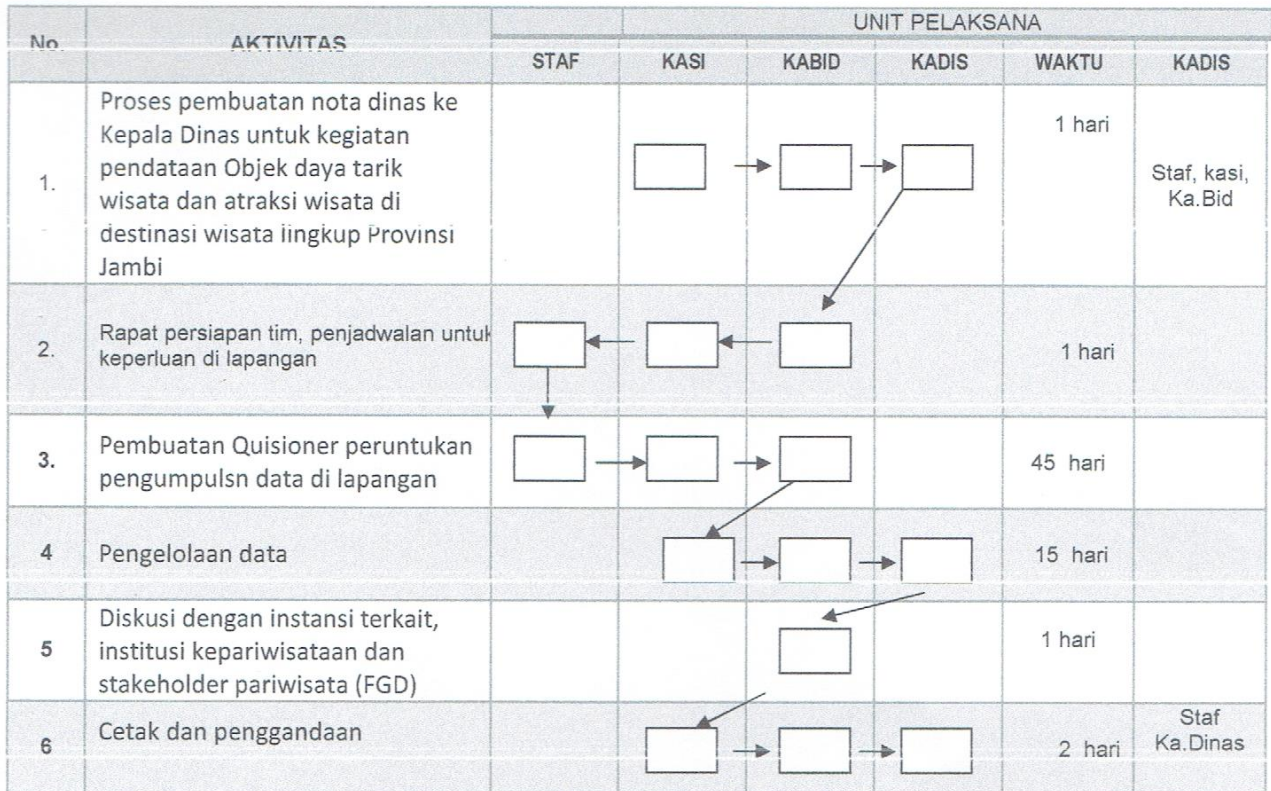 UNIT PELAKSANA
No. AKTIVITAS
STAF KASI KABID KADIS WAKTU KADIS
1. Proses pembuatan nota dinas ke
Kepala Dinas untuk kegiatan
pendataan Objek daya tarik
wisata dan atraksi wisata di
destinasi wisata lingkup Provinsi
Jambi
1 hari
Staf, kasi,
Ka.Bid
2. Rapat persiapan tim, penjadwalan untuk
keperluan di lapangan
1 hari
3. Pembuatan Quisioner peruntukan
pengumpulsn data di lapangan
45 hari
4 Pengelolaan data
15 hari
5 Diskusi dengan instansi terkait,
institusi kepariwisataan dan
stakeholder pariwisata (FGD)
1 hari
6 Cetak dan penggandaan
2 hari
Staf
Ka.Dinas